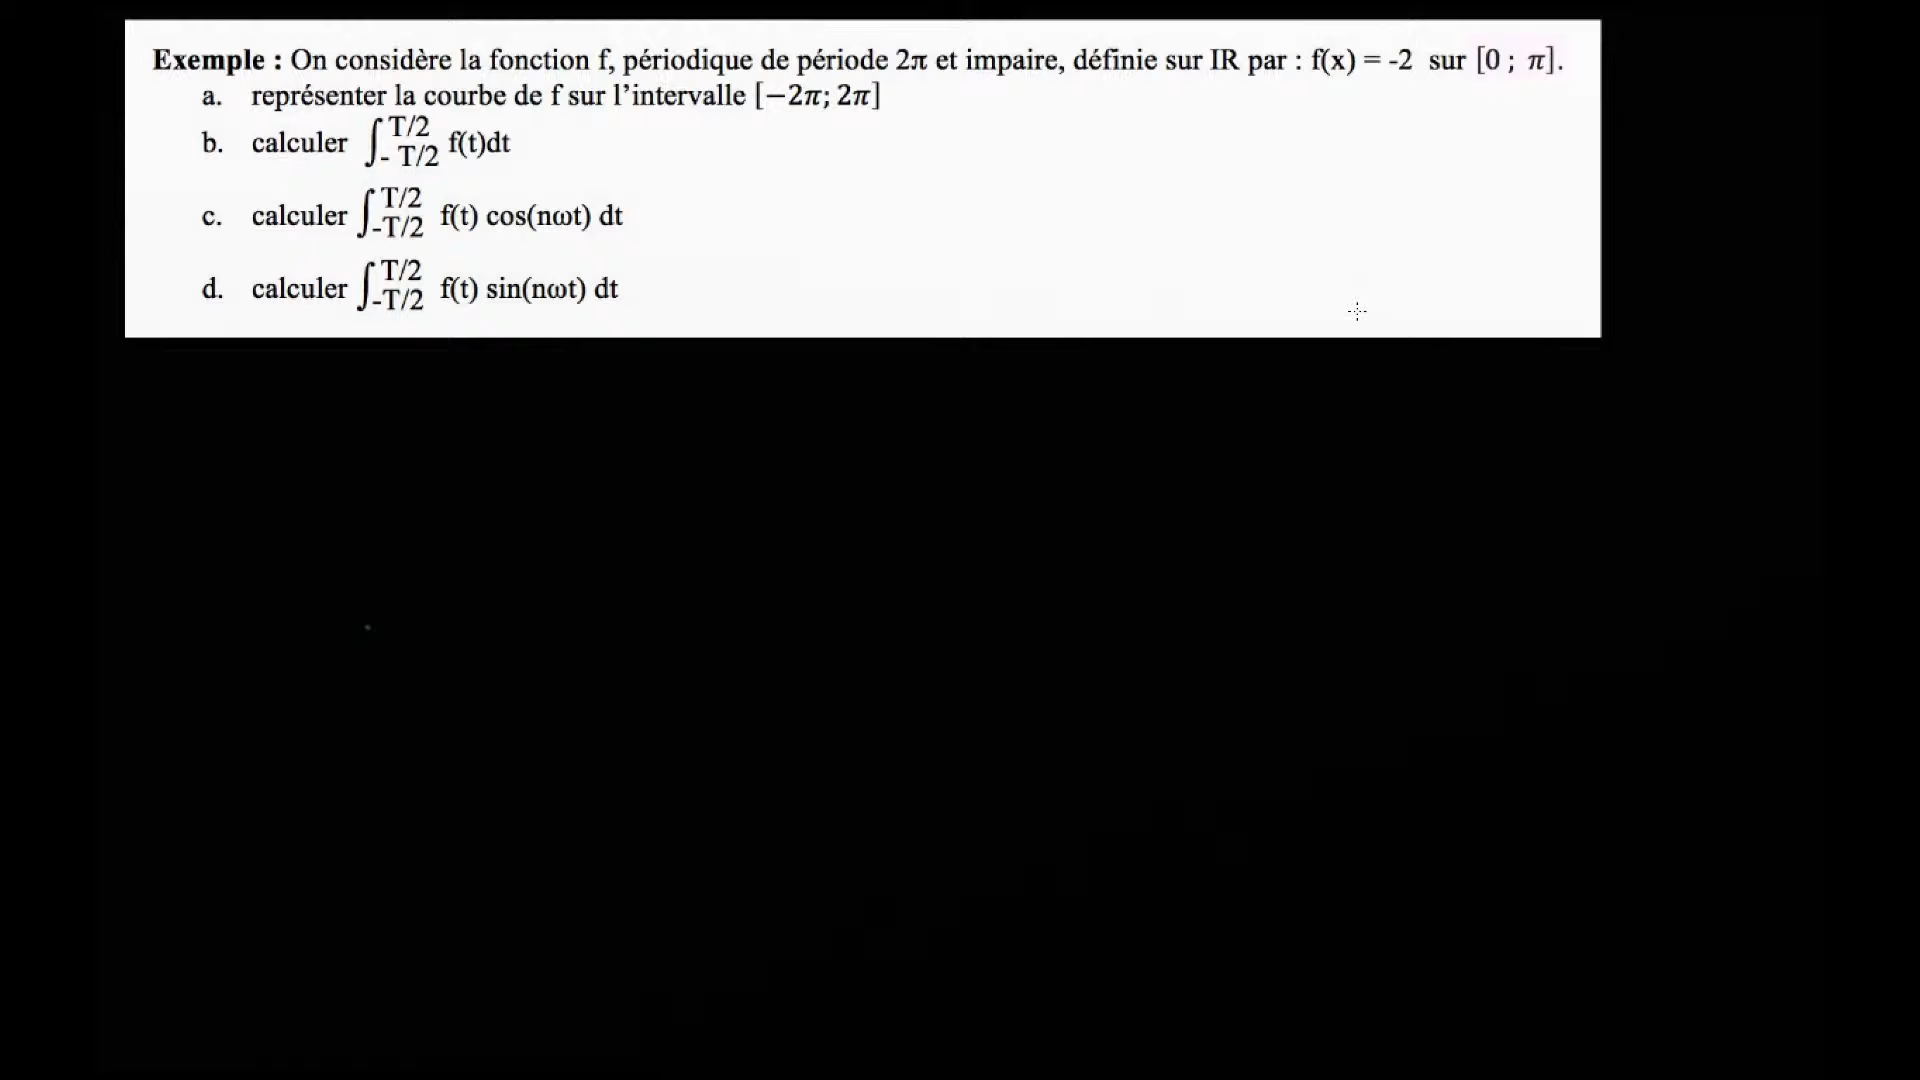 Exemple : On considère la fonction f, périodique de période 2π et impaire, définie sur IR par : f(x) = -2 sur [0 ; π].
a. représenter la courbe de f sur l’intervalle [−2π; 2π]
b. calculer ∫_{- T/2}^{T/2} f(t)dt
c. calculer ∫_{-T/2}^{T/2} f(t) cos(nωt) dt
d. calculer ∫_{-T/2}^{T/2} f(t) sin(nωt) dt